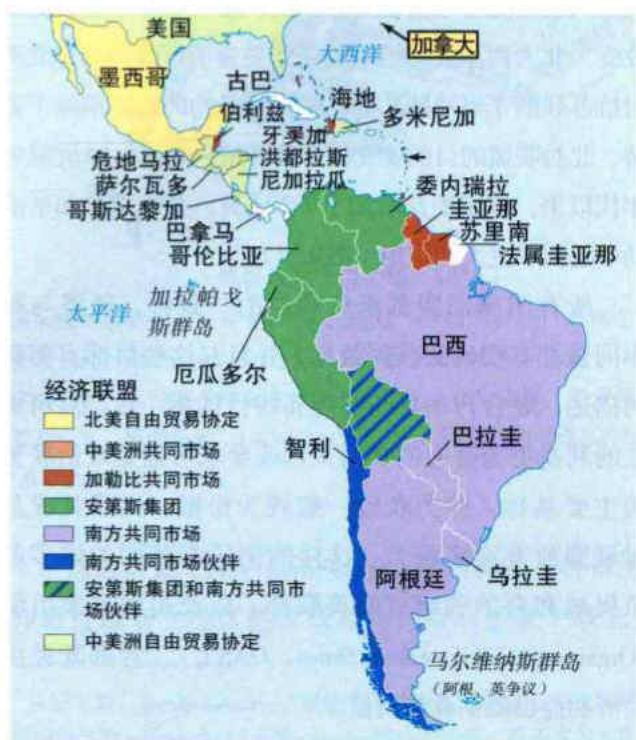 美国
加拿大
大西洋
墨西哥
古巴
伯利兹
海地
牙买加
多米尼加
危地马拉
洪都拉斯
萨尔瓦多
尼加拉瓜
哥斯达黎加
委内瑞拉
圭亚那
苏里南
巴拿马
哥伦比亚
法属圭亚那
太平洋
加拉帕戈
斯群岛
巴西
厄瓜多尔
经济联盟
北美自由贸易协定
中美洲共同市场
加勒比共同市场
安第斯集团
南方共同市场
南方共同市场伙伴
安第斯集团和南方共同市
场伙伴
中美洲自由贸易协定
智利
巴拉圭
阿根廷
乌拉圭
马尔维纳斯群岛
（阿根、英争议）